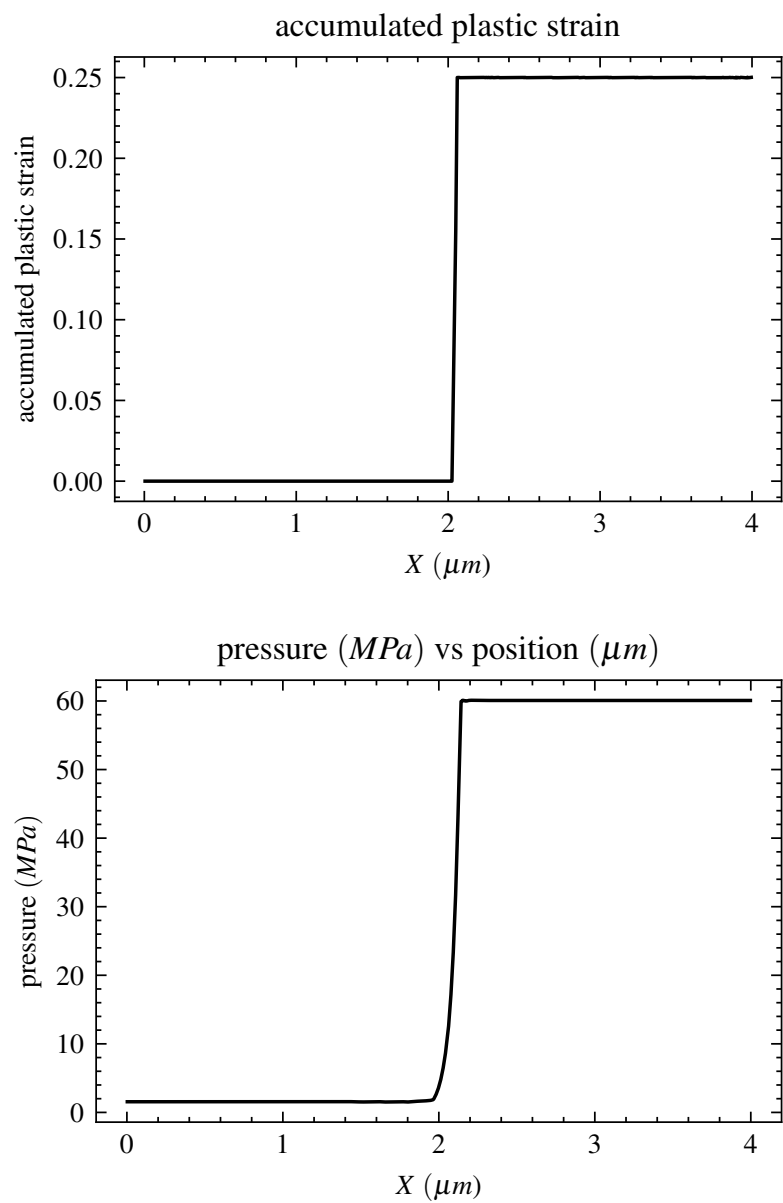 accumulated plastic strain
0.25
0.20
0.15
0.10
0.05
0.00
accumulated plastic strain
0 1 2 3 4
X (μm)
pressure (MPa) vs position (μm)
60
50
40
30
20
10
0
pressure (MPa)
0 1 2 3 4
X (μm)